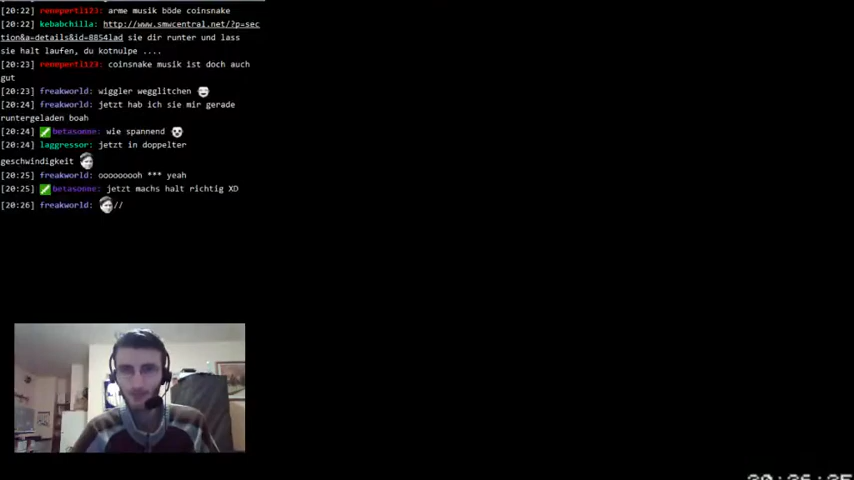 [20:22] renepertl123: arme musik böde coinsnake
[20:22] kebabchilla: http://www.smwcentral.net/?p=sec
tion&a=details&id=8854lad sie dir runter und lass
sie halt laufen, du kotnulpe ....
[20:23] renepertl123: coinsnake musik ist doch auch
gut
[20:23] freakworld: wiggler wegglitchen
[20:24] freakworld: jetzt hab ich sie mir gerade
runtergeladen boah
[20:24] betasonne: wie spannend
[20:24] laggressor: jetzt in doppelter
geschwindigkeit
[20:25] freakworld: ooooooooh *** yeah
[20:25] betasonne: jetzt machs halt richtig XD
[20:26] freakworld: //